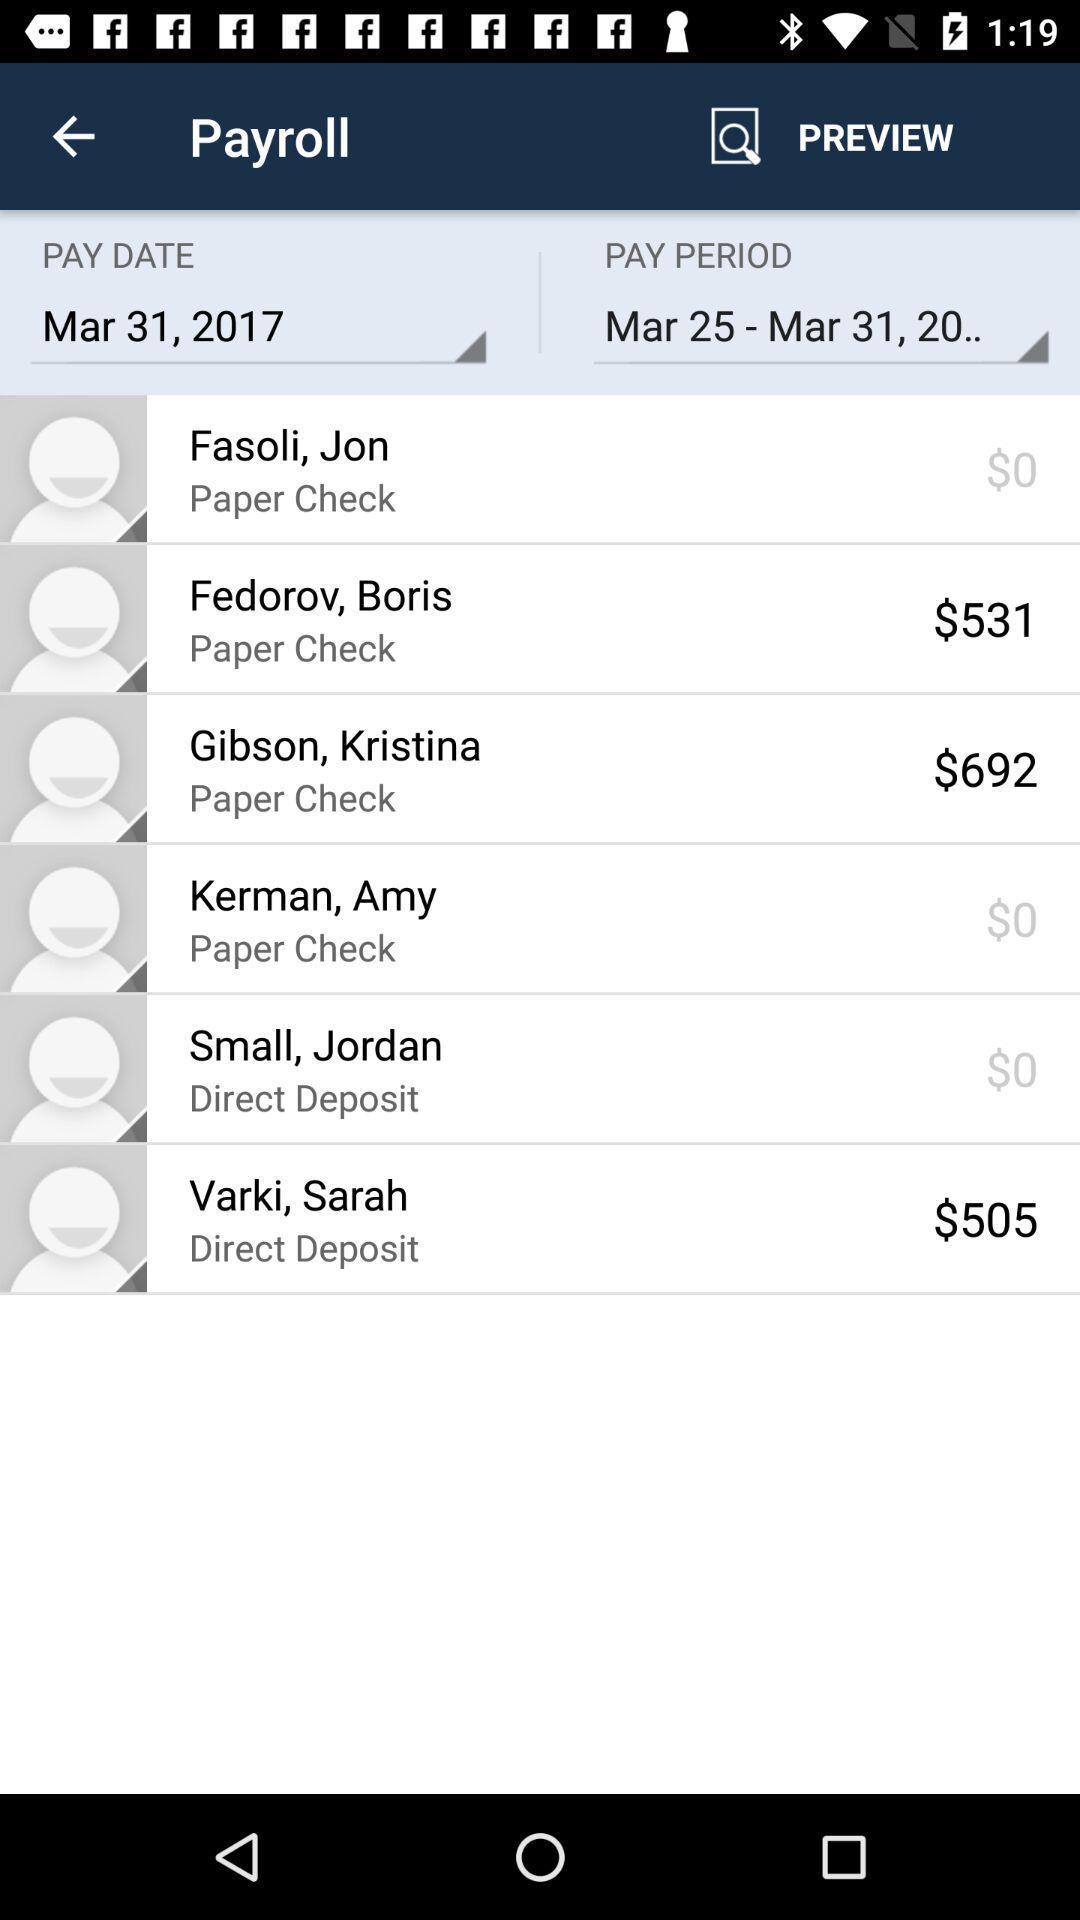 1:19
Payroll
PREVIEW
PAY DATE
PAY PERIOD
Mar 31, 2017
Mar 25 - Mar 31, 20..
Fasoli, Jon
Paper Check
$0
Fedorov, Boris
Paper Check
$531
Gibson, Kristina
Paper Check
$692
Kerman, Amy
Paper Check
$0
Small, Jordan
Direct Deposit
$0
Varki, Sarah
Direct Deposit
$505